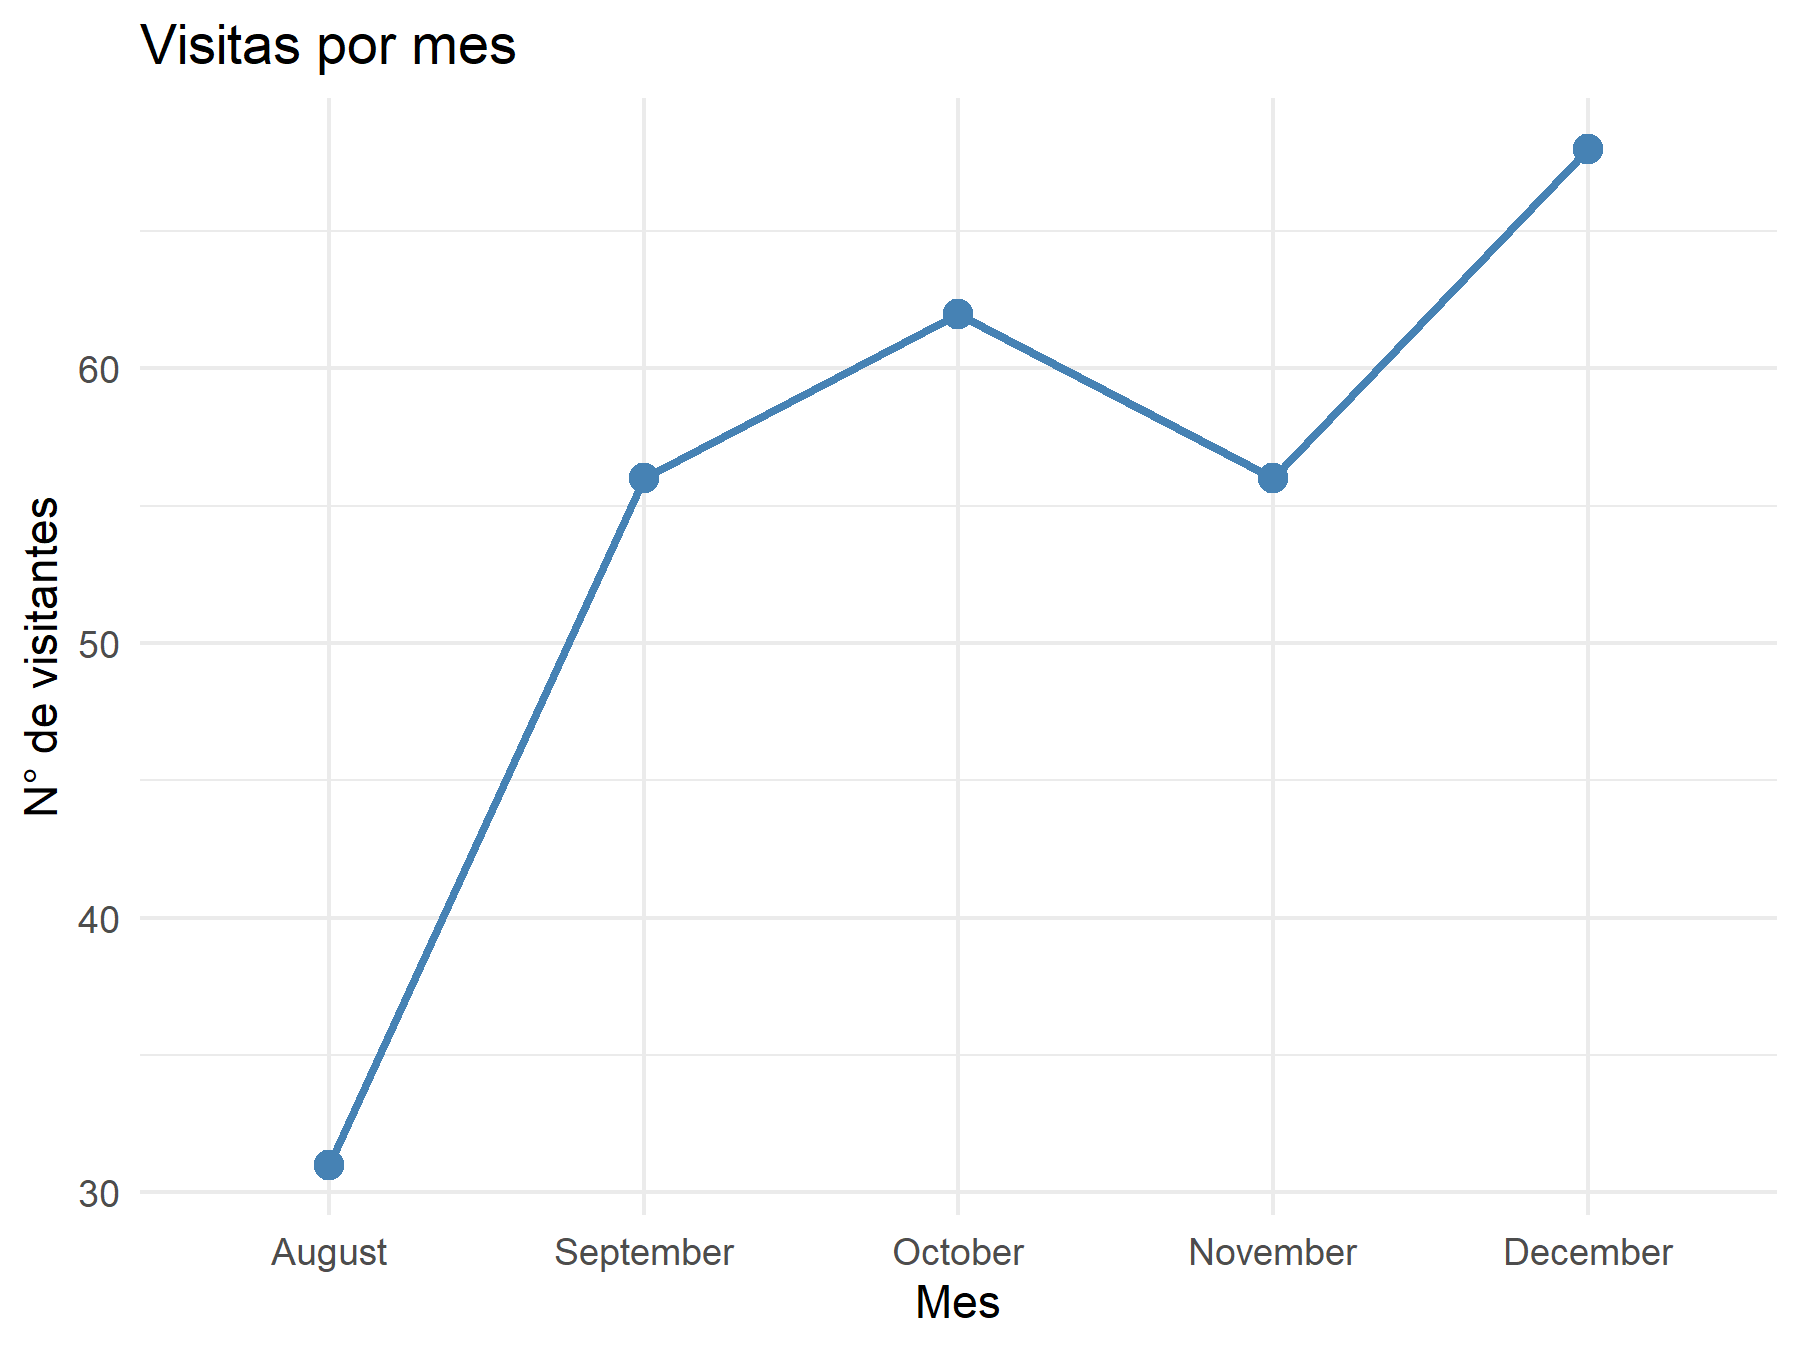 Visitas por mes
N° de visitantes
60
50
40
30
August September October November December
Mes